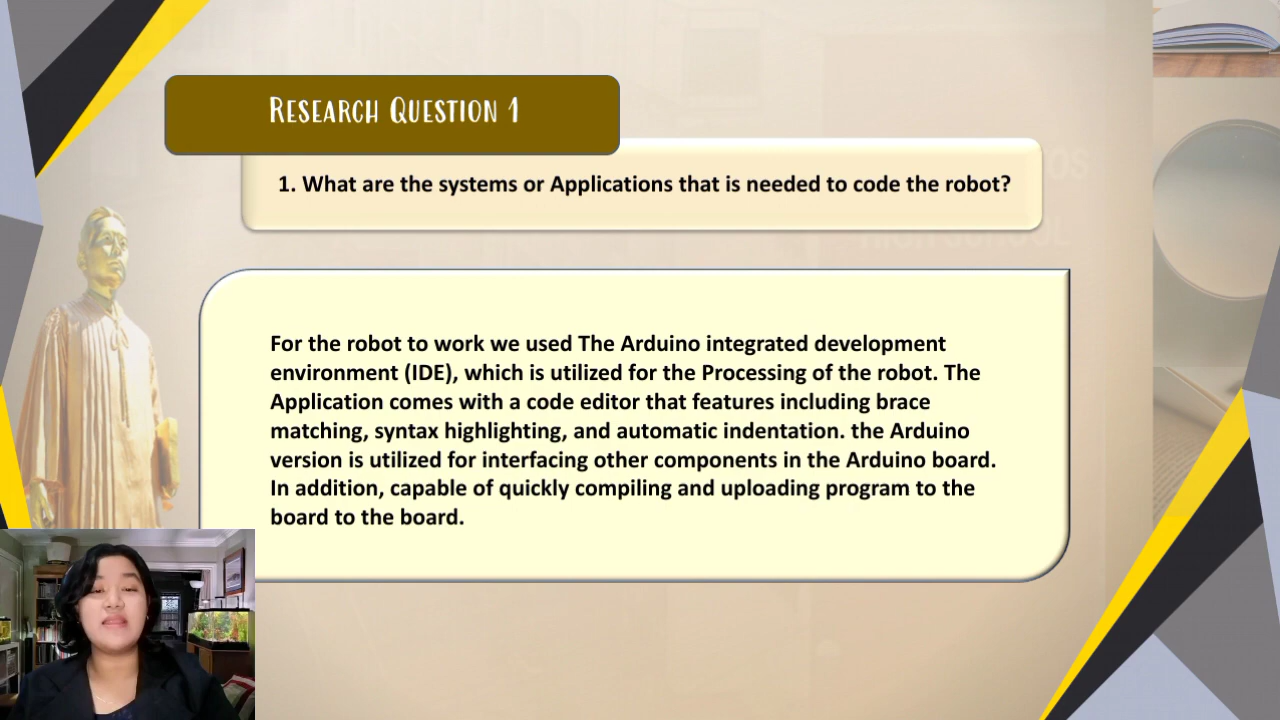 Research Question 1
1. What are the systems or Applications that is needed to code the robot?
For the robot to work we used The Arduino integrated development
environment (IDE), which is utilized for the Processing of the robot. The
Application comes with a code editor that features including brace
matching, syntax highlighting, and automatic indentation. the Arduino
version is utilized for interfacing other components in the Arduino board.
In addition, capable of quickly compiling and uploading program to the
board to the board.